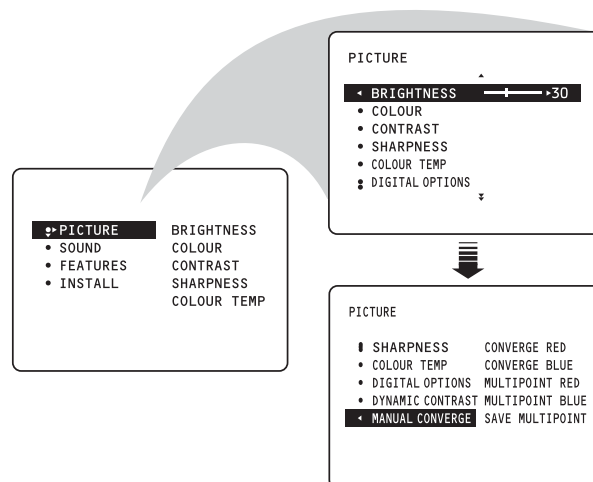 PICTURE
BRIGHTNESS 30
COLOUR
CONTRAST
SHARPNESS
COLOUR TEMP
DIGITAL OPTIONS
PICTURE BRIGHTNESS
SOUND COLOUR
FEATURES CONTRAST
INSTALL SHARPNESS
COLOUR TEMP
PICTURE
SHARPNESS CONVERGE RED
COLOUR TEMP CONVERGE BLUE
DIGITAL OPTIONS MULTIPOINT RED
DYNAMIC CONTRAST MULTIPOINT BLUE
MANUAL CONVERGE SAVE MULTIPOINT